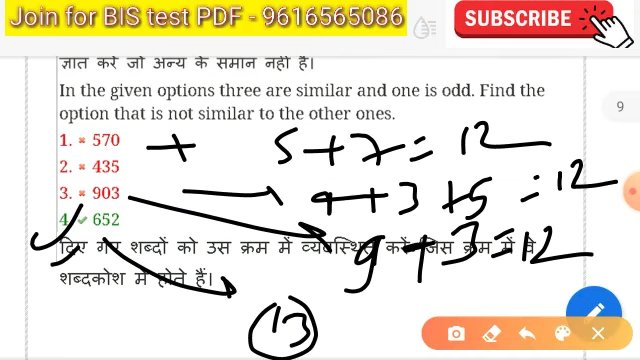 Join for BIS test PDF - 9616565086
SUBSCRIBE
ज्ञात करें जो अन्य के समान नहीं है।
9
In the given options three are similar and one is odd. Find the
option that is not similar to the other ones.
1. × 570
5+7=12
2. × 435
4+3+5=12
3. × 903
9+3=12
4. ✓ 652
दिए गए शब्दों को उस क्रम में व्यवस्थित करें जिस क्रम में वे
शब्दकोश में होते हैं।
13